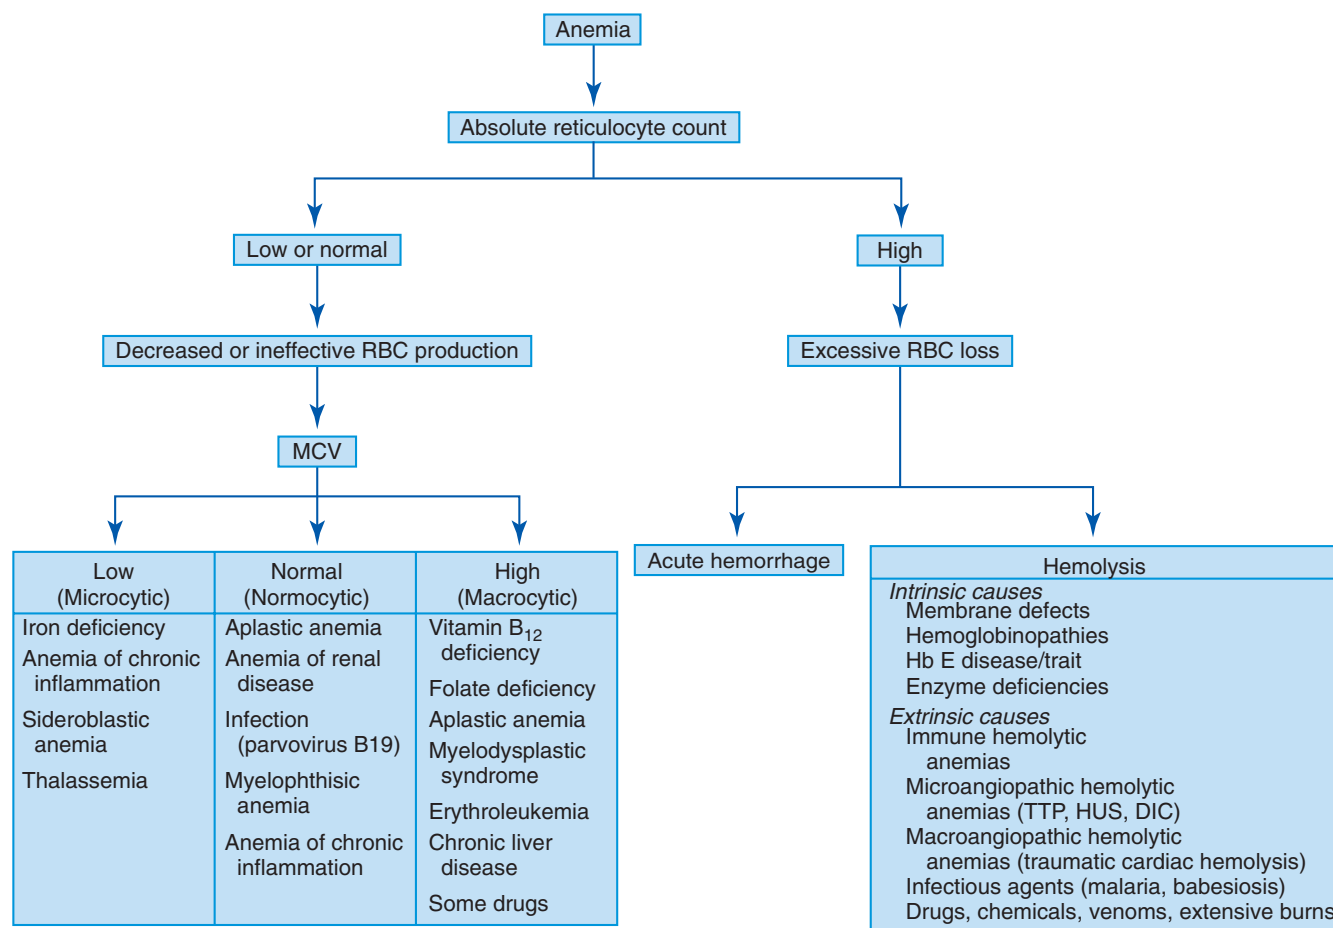 Anemia
Absolute reticulocyte count
Low or normal
High
Decreased or ineffective RBC production
Excessive RBC loss
MCV
Low
(Microcytic)
Iron deficiency
Anemia of chronic
inflammation
Sideroblastic
anemia
Thalassemia
Normal
(Normocytic)
Aplastic anemia
Anemia of renal
disease
Infection
(parvovirus B19)
Myelophthisic
anemia
Anemia of chronic
inflammation
High
(Macrocytic)
Vitamin B12
deficiency
Folate deficiency
Aplastic anemia
Myelodysplastic
syndrome
Erythroleukemia
Chronic liver
disease
Some drugs
Acute hemorrhage
Hemolysis
Intrinsic causes
Membrane defects
Hemoglobinopathies
Hb E disease/trait
Enzyme deficiencies
Extrinsic causes
Immune hemolytic
anemias
Microangiopathic hemolytic
anemias (TTP, HUS, DIC)
Macroangiopathic hemolytic
anemias (traumatic cardiac hemolysis)
Infectious agents (malaria, babesiosis)
Drugs, chemicals, venoms, extensive burns